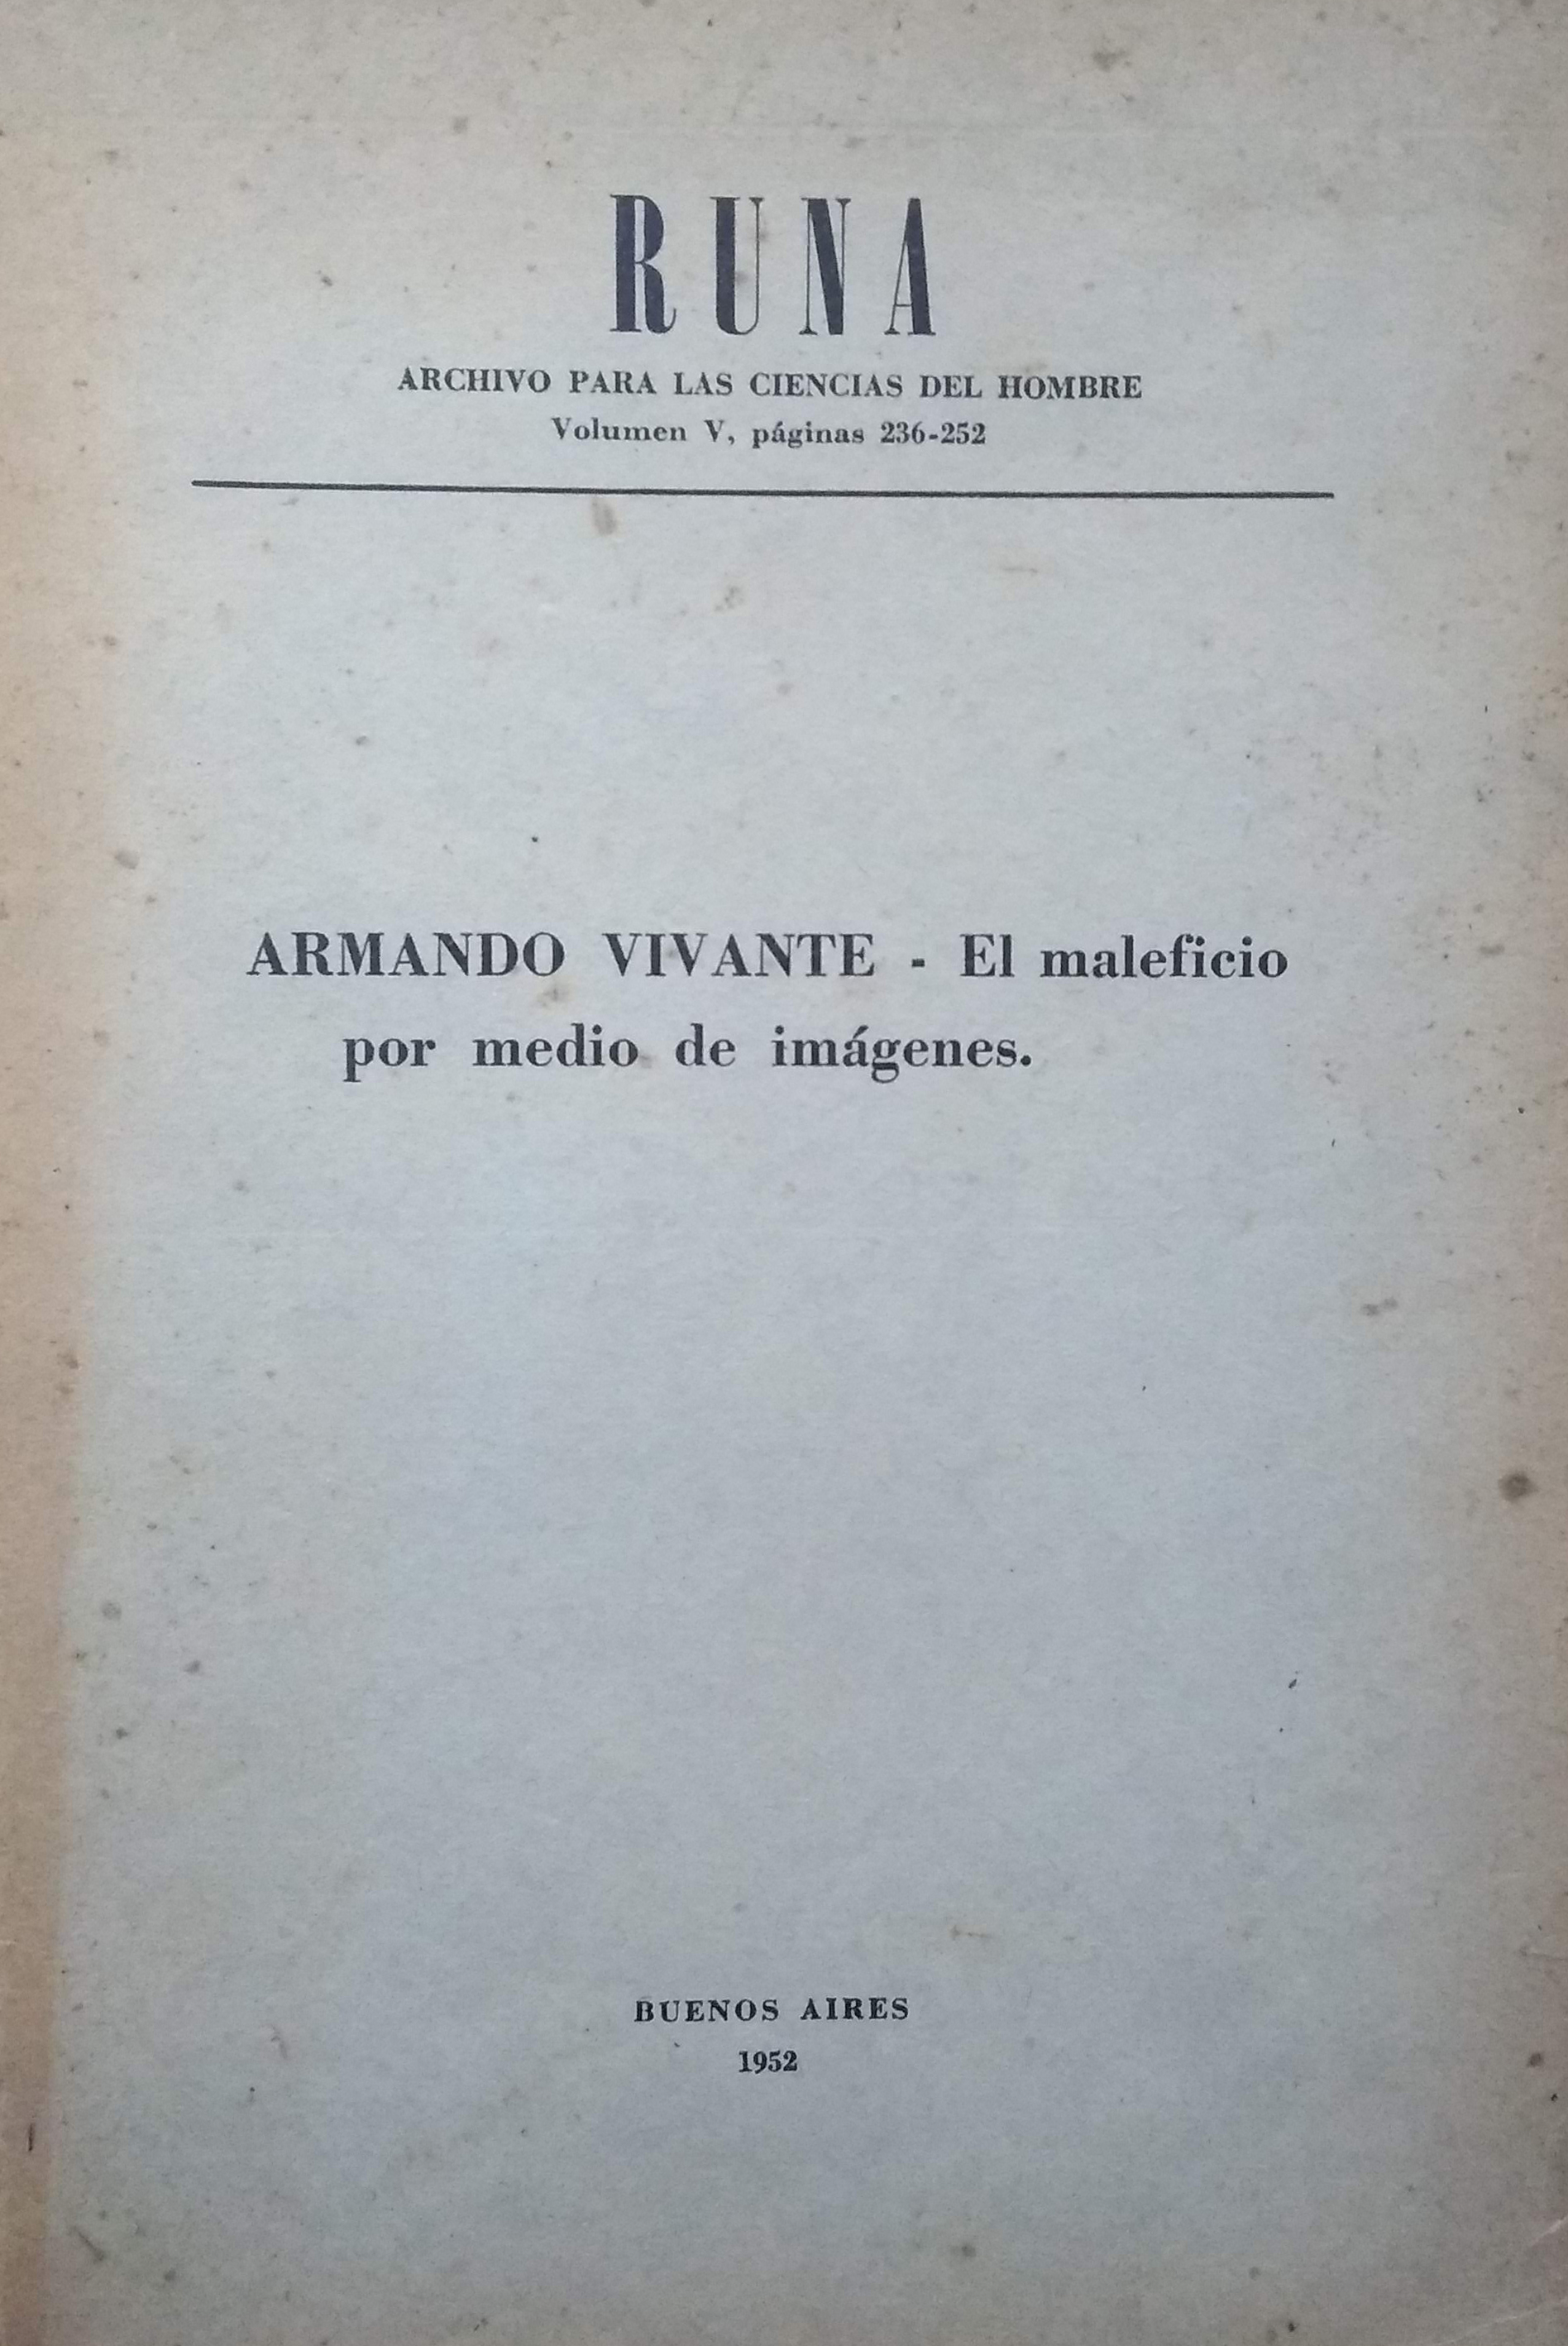 RUNA
ARCHIVO PARA LAS CIENCIAS DEL HOMBRE
Volumen V, páginas 236-252
ARMANDO VIVANTE - El maleficio
por medio de imágenes.
BUENOS AIRES
1952